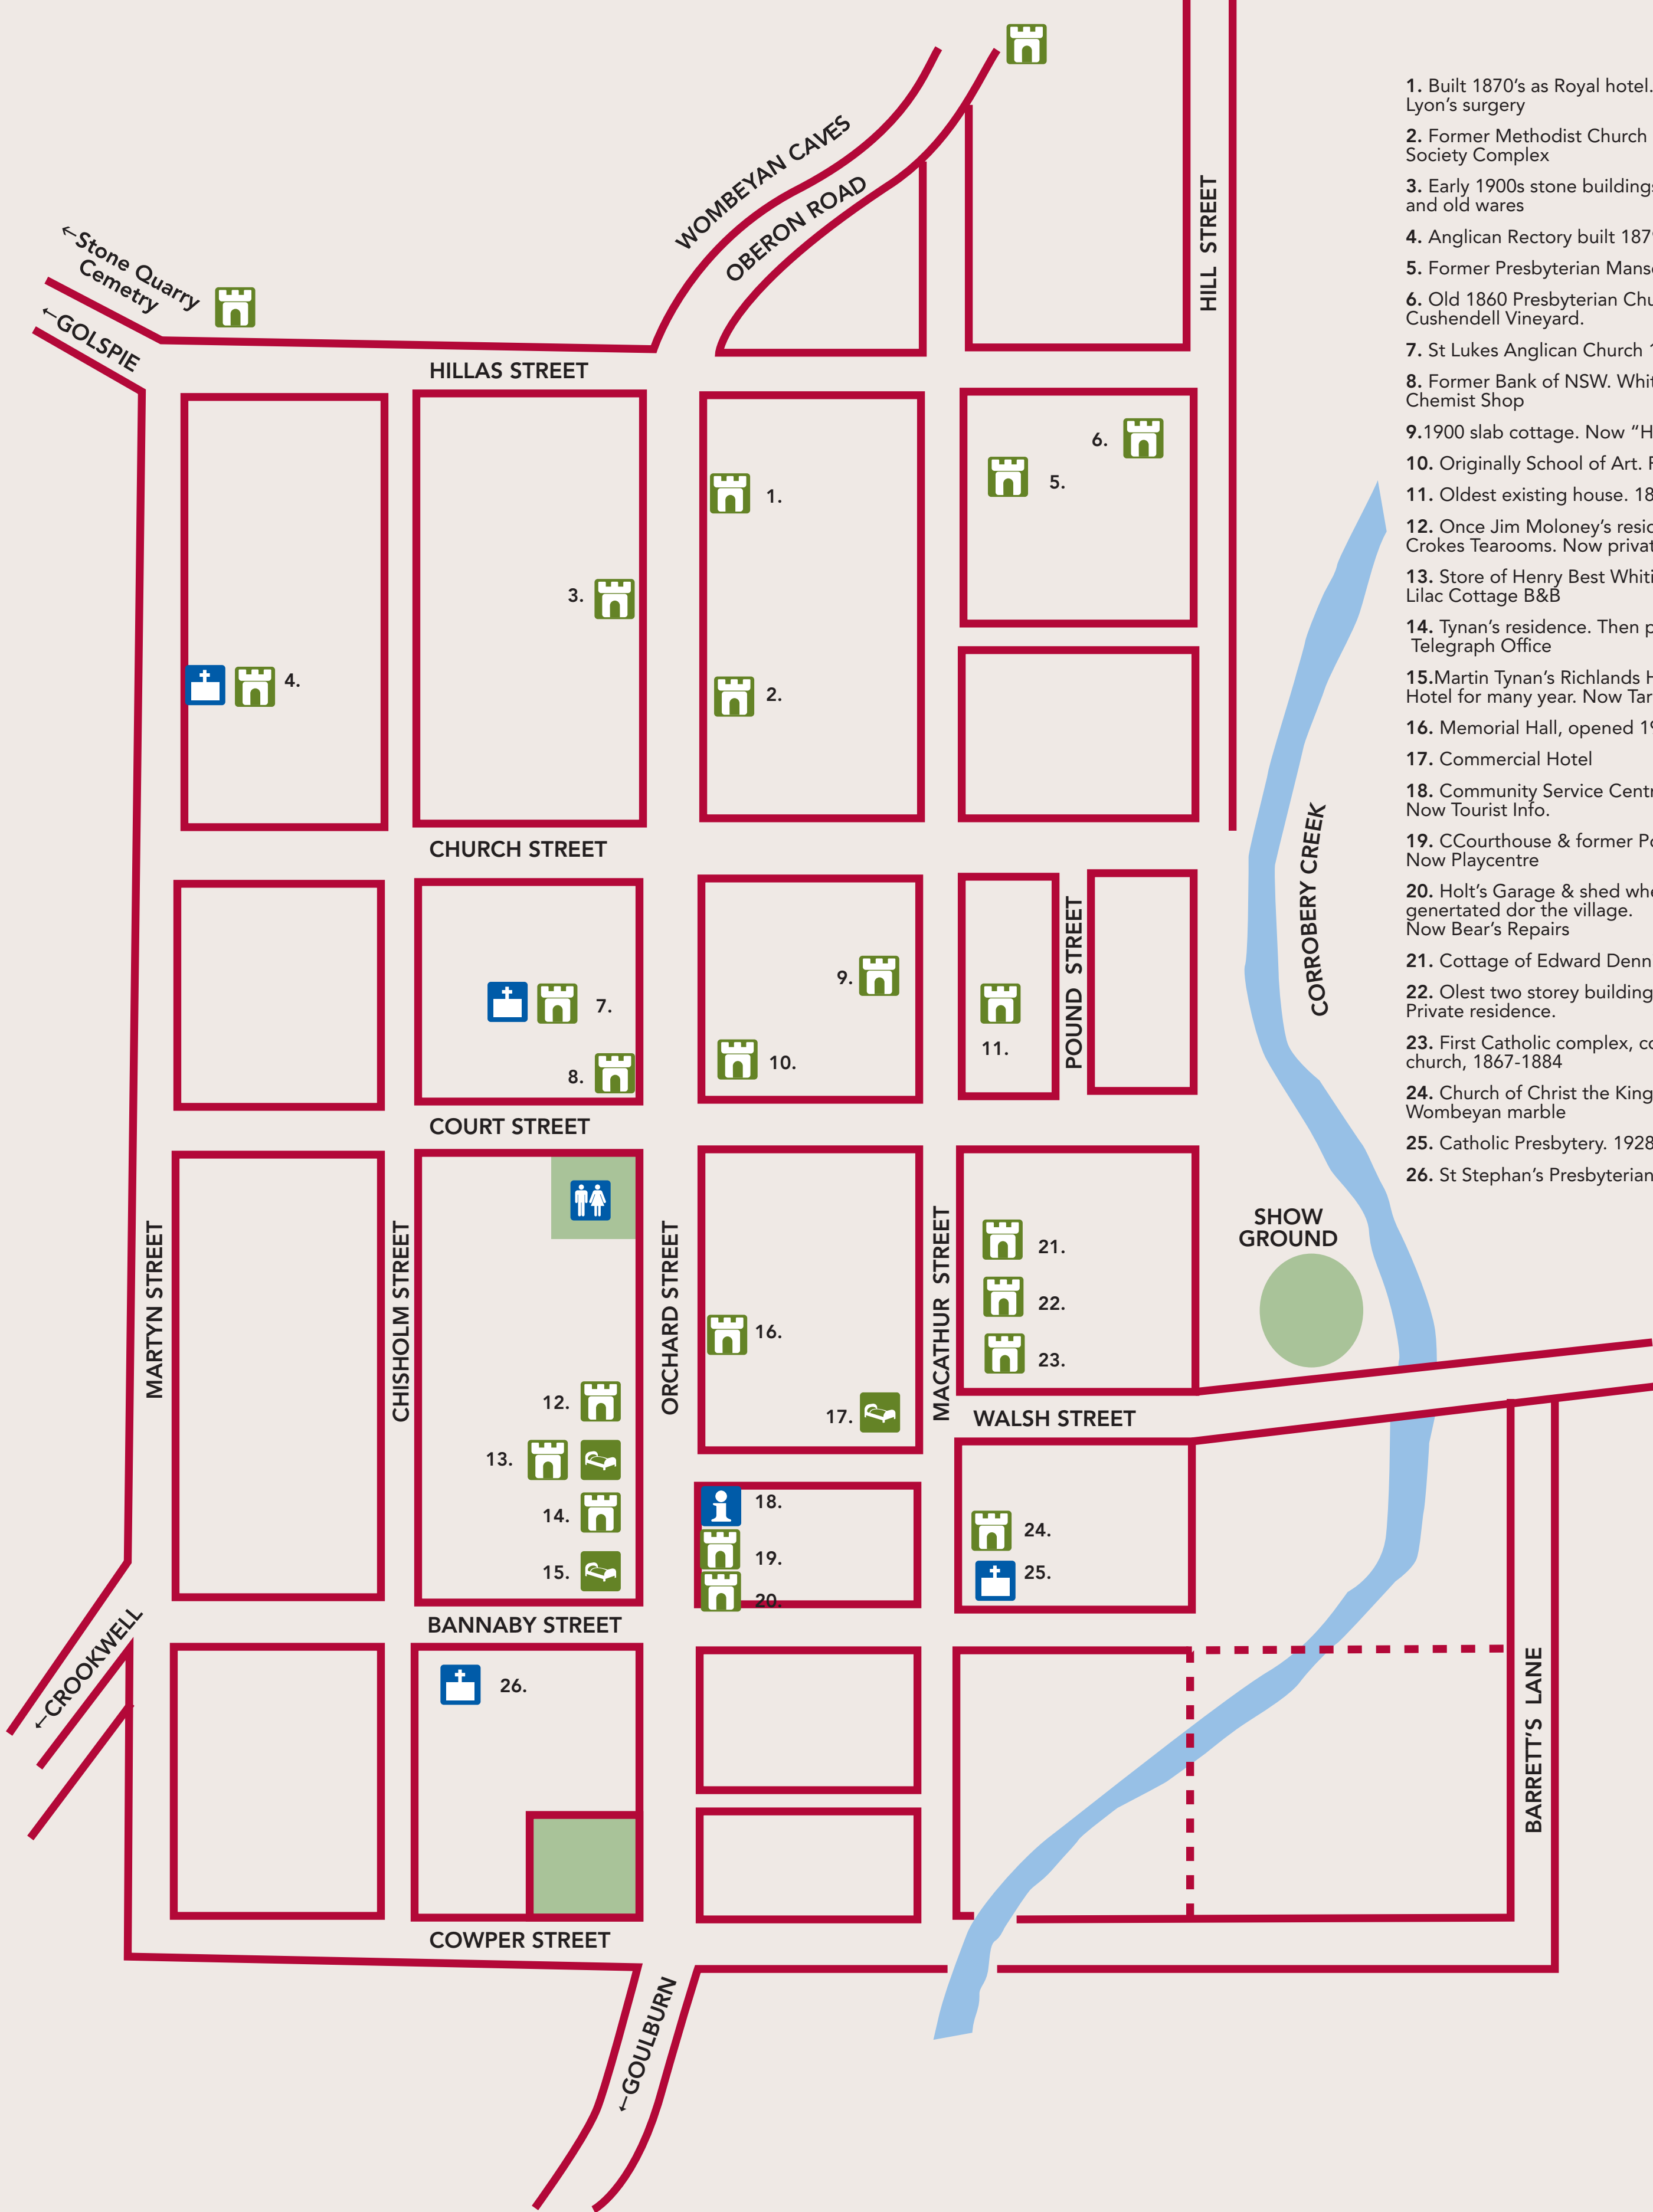 WOMBEYAN CAVES
OBERON ROAD
HILL STREET
←Stone Quarry
Cemetry
←GOLSPIE
HILLAS STREET
6.
5.
1.
3.
4.
2.
CHURCH STREET
CORROBERY CREEK
POUND STREET
9.
7.
11.
10.
8.
COURT STREET
MARTYN STREET
CHISHOLM STREET
ORCHARD STREET
MACATHUR STREET
SHOW
GROUND
21.
22.
16.
23.
12.
17.
WALSH STREET
13.
18.
14.
24.
19.
15.
25.
20.
BANNABY STREET
←CROOKWELL
26.
BARRETT'S LANE
COWPER STREET
←GOULBURN
1. Built 1870's as Royal hotel.
Lyon's surgery
2. Former Methodist Church
Society Complex
3. Early 1900s stone buildings
and old wares
4. Anglican Rectory built
5. Former Presbyterian Manse
6. Old 1860 Presbyterian
Cushendell Vineyard.
7. St Lukes Anglican Church
8. Former Bank of NSW.
Chemist Shop
9.1900 slab cottage. Now
10. Originally School of Art.
11. Oldest existing house.
12. Once Jim Moloney's
Crokes Tearooms. Now
13. Store of Henry Best
Lilac Cottage B&B
14. Tynan's residence. Then
Telegraph Office
15.Martin Tynan's Richlands
Hotel for many year. Now
16. Memorial Hall, opened
17. Commercial Hotel
18. Community Service
Now Tourist Info.
19. CCourthouse & former
Now Playcentre
20. Holt's Garage & shed
genertated dor the village.
Now Bear's Repairs
21. Cottage of Edward
22. Olest two storey building
Private residence.
23. First Catholic complex,
church, 1867-1884
24. Church of Christ the King
Wombeyan marble
25. Catholic Presbytery. 1928
26. St Stephan's Presbyterian